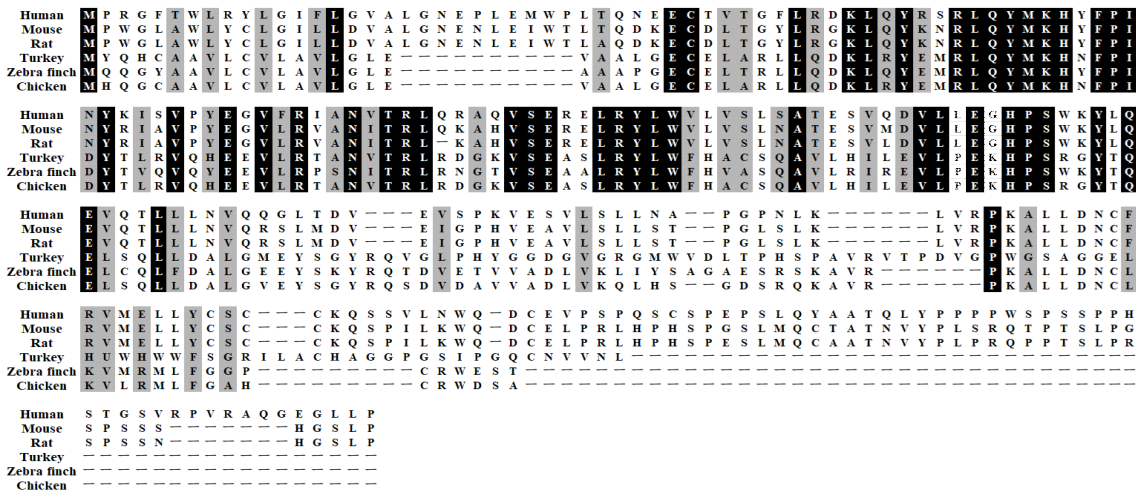 Human M P R G F T W L R Y L G I F L G V A L G N E P L E M W P L T Q N E E C T V T G F L R D K L Q Y R S R L Q Y M K H Y F P I
Mouse M P W G L A W L Y C L G I L L D V A L G N E N L E I W T L T Q D K E C D L T G Y L R G K L Q Y K N R L Q Y M K H Y F P I
Rat M P W G L A W L Y C L G I L L D V A L G N E N L E I W T L A Q D K E C D L T G Y L R G K L Q Y K N R L Q Y M K H Y F P I
Turkey M Y Q H C A A V L C V L A V L G L E — — — — — — — — — — V A A L G E C E L A R L L Q D K L R Y E M R L Q Y M K H N F P I
Zebra finch M Q Q G Y A A V L C V L A V L G L E — — — — — — — — — — A A A P G E C E L T R L L Q D K L R Y E M R L Q Y M K H N F P I
Chicken M H Q G C A A V L C V L A V L G L E — — — — — — — — — — V A A L G E C E L A R L L Q D K L R Y E M R L Q Y M K H N F P I
Human N Y K I S V P Y E G V F R I A N V T R L Q R A Q V S E R E L R Y L W V L V S L S A T E S V Q D V L L E G H P S W K Y L Q
Mouse N Y R I A V P Y E G V L R V A N I T R L Q K A H V S E R E L R Y L W V L V S L N A T E S V M D V L L E G H P S W K Y L Q
Rat N Y R I A V P Y E G V L R V A N I T R L — K A H V S E R E L R Y L W V L V S L N A T E S V L D V L L E G H P S W K Y L Q
Turkey D Y T L R V Q H E E V L R T A N V T R L R D G K V S E A S L R Y L W F H A C S Q A V L H I L E V L P E K H P S R G Y T Q
Zebra finch D Y T V Q V Q Y E E V L R P S N I T R L R N G T V S E A A L R Y L W F H V A S Q A V L R I R E V L P E K H P S R G Y T Q
Chicken D Y T L R V Q H E E V L R T A N V T R L R D G K V S E A S L R Y L W F H A C S Q A V L H I L E V L P E K H P S R G Y T Q
Human E V Q T L L L N V Q Q G L T D V — — — E V S P K V E S V L S L L N A — — P G P N L K — — — — — — L V R P K A L L D N C F
Mouse E V Q T L L L N V Q R S L M D V — — — E I G P H V E A V L S L L S T — — P G L S L K — — — — — — L V R P K A L L D N C F
Rat E V Q T L L L N V Q R S L M D V — — — E I G P H V E A V L S L L S T — — P G L S L K — — — — — — L V R P K A L L D N C F
Turkey E L S Q L L D A L G M E Y S G Y R Q V G L P H Y G G D G V G R G M W V D L T P H S P A V R V T P D V G P W G S A G G E L
Zebra finch E L C Q L F D A L G E E Y S K Y R Q T D V E T V V A D L V K L I Y S A G A E S R S K A V R — — — — — — P K A L L D N C L
Chicken E L S Q L L D A L G V E Y S G Y R Q S D V D A V V A D L V K Q L H S — — G D S R Q K A V R — — — — — — P K A L L D N C L
Human R V M E L L Y C S C — — — C K Q S S V L N W Q — D C E V P S P Q S C S P E P S L Q Y A A T Q L Y P P P P W S P S S P P H
Mouse R V M E L L Y C S C — — — C K Q S P I L K W Q — D C E L P R L H P H S P G S L M Q C T A T N V Y P L S R Q T P T S L P G
Rat R V M E L L Y C S C — — — C K Q S P I L K W Q — D C E L P R L H P H S P E S L M Q C A A T N V Y P L P R Q P P T S L P R
Turkey H U W H W W F S G R I L A C H A G G P G S I P G Q C N V V N L — — — — — — — — — — — — — — — — — — — — — — — — — — — — —
Zebra finch K V M R M L F G G P — — — — — — — — — C R W E S T — — — — — — — — — — — — — — — — — — — — — — — — — — — — — — — — — — —
Chicken K V L R M L F G A H — — — — — — — — — C R W D S A — — — — — — — — — — — — — — — — — — — — — — — — — — — — — — — — — — —
Human S T G S V R P V R A Q G E G L L P
Mouse S P S S S — — — — — — — H G S L P
Rat S P S S N — — — — — — — H G S L P
Turkey — — — — — — — — — — — — — — — — —
Zebra finch — — — — — — — — — — — — — — — — —
Chicken — — — — — — — — — — — — — — — — —